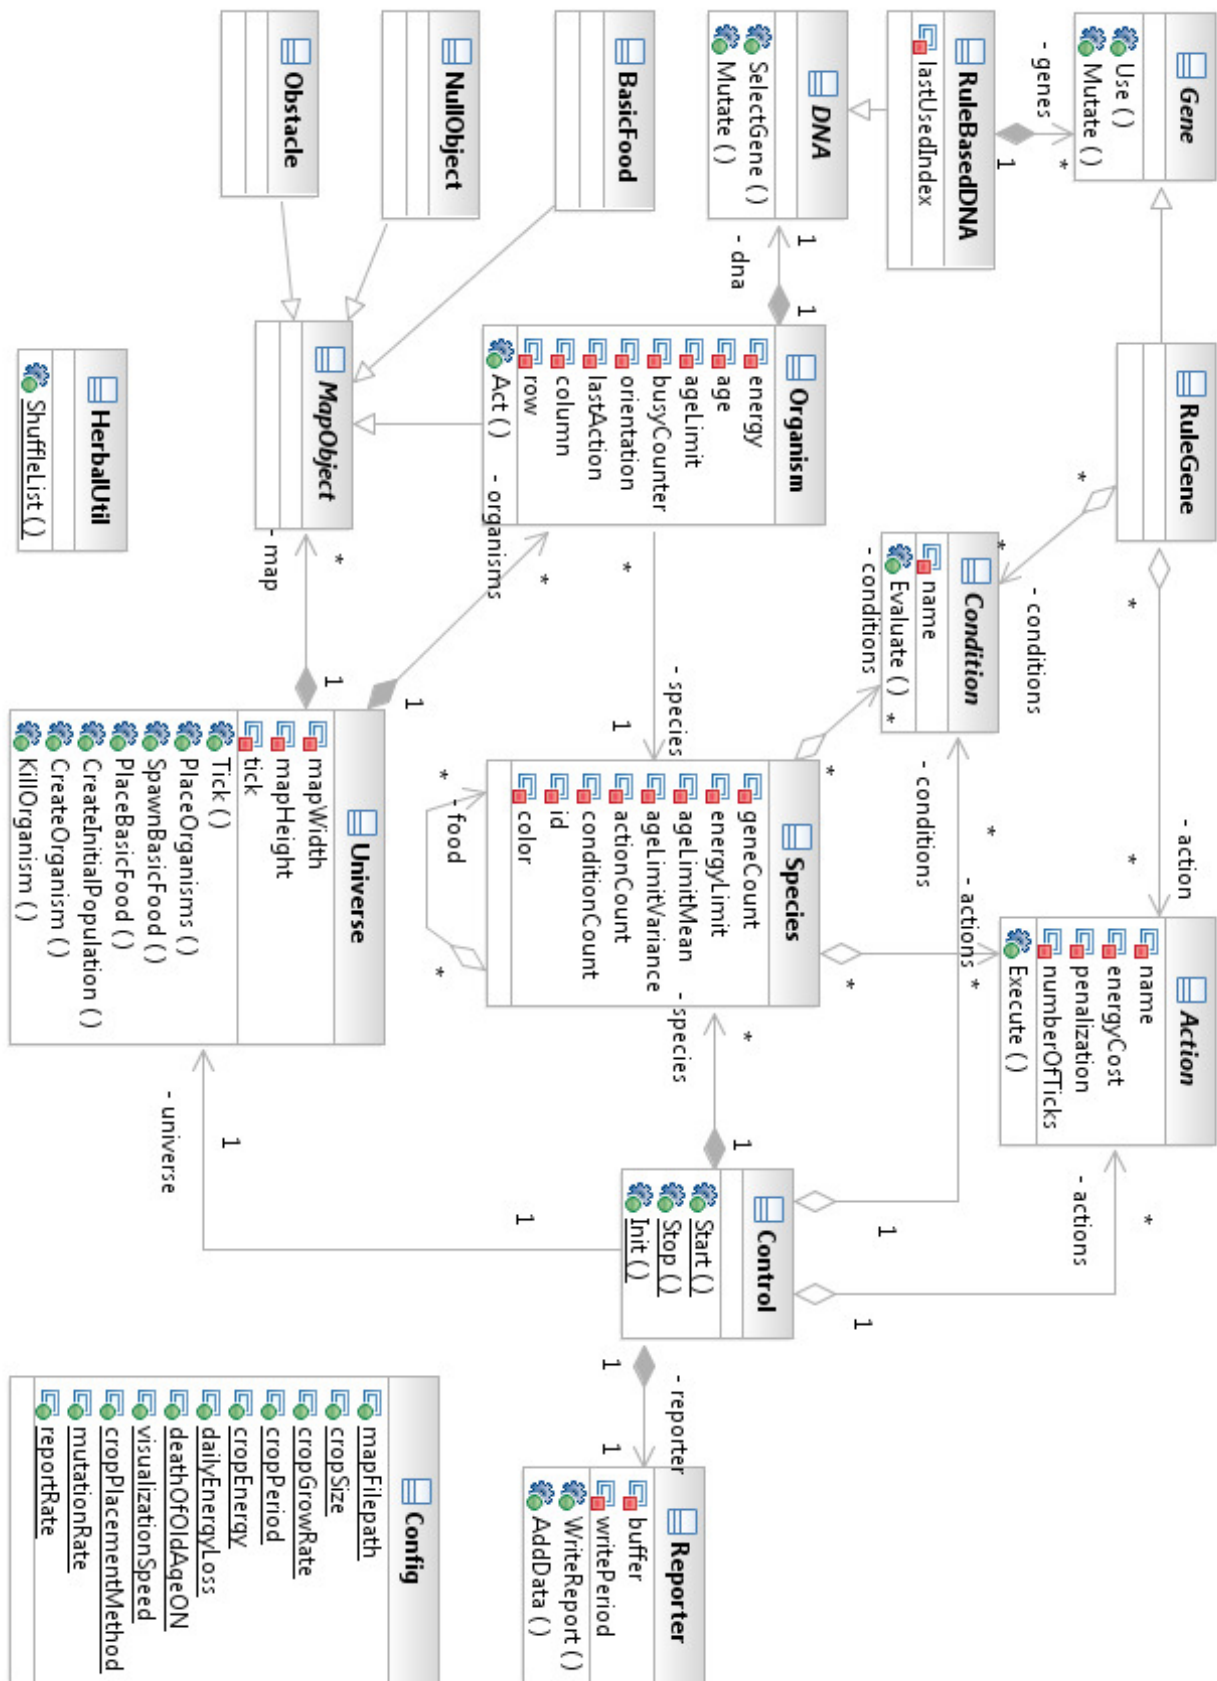 Gene
Use ( )
Mutate ( )
RuleGene
Action
name
energyCost
penalization
numberOfTicks
Execute ( )
- genes
*
1
RuleBasedDNA
lastUsedIndex
*
*
- conditions
*
*
- action
*
Condition
name
Evaluate ( )
*
- conditions
*
- conditions
- actions
*
*
- actions
DNA
SelectGene ( )
Mutate ( )
1
- dna
1
Organism
energy
age
ageLimit
busyCounter
orientation
lastAction
column
row
Act ( )
- conditions
*
*
Species
geneCount
energyLimit
ageLimitMean
ageLimitVariance
actionCount
conditionCount
id
color
*
- species
1
- species
*
1
*
- food
*
Control
Start ( )
Stop ( )
Init ( )
1
1
1
- reporter
1
Reporter
buffer
writePeriod
WriteReport ( )
AddData ( )
BasicFood
NullObject
Obstacle
MapObject
- organisms
*
1
*
- map
1
Universe
mapWidth
mapHeight
tick
Tick ( )
PlaceOrganisms ( )
SpawnBasicFood ( )
PlaceBasicFood ( )
CreateInitialPopulation ( )
CreateOrganism ( )
KillOrganism ( )
1
- universe
1
HerbalUtil
ShuffleList ( )
Config
mapFilepath
cropSize
cropGrowRate
cropPeriod
cropEnergy
dailyEnergyLoss
deathOfOldAgeON
visualizationSpeed
cropPlacementMethod
mutationRate
reportRate